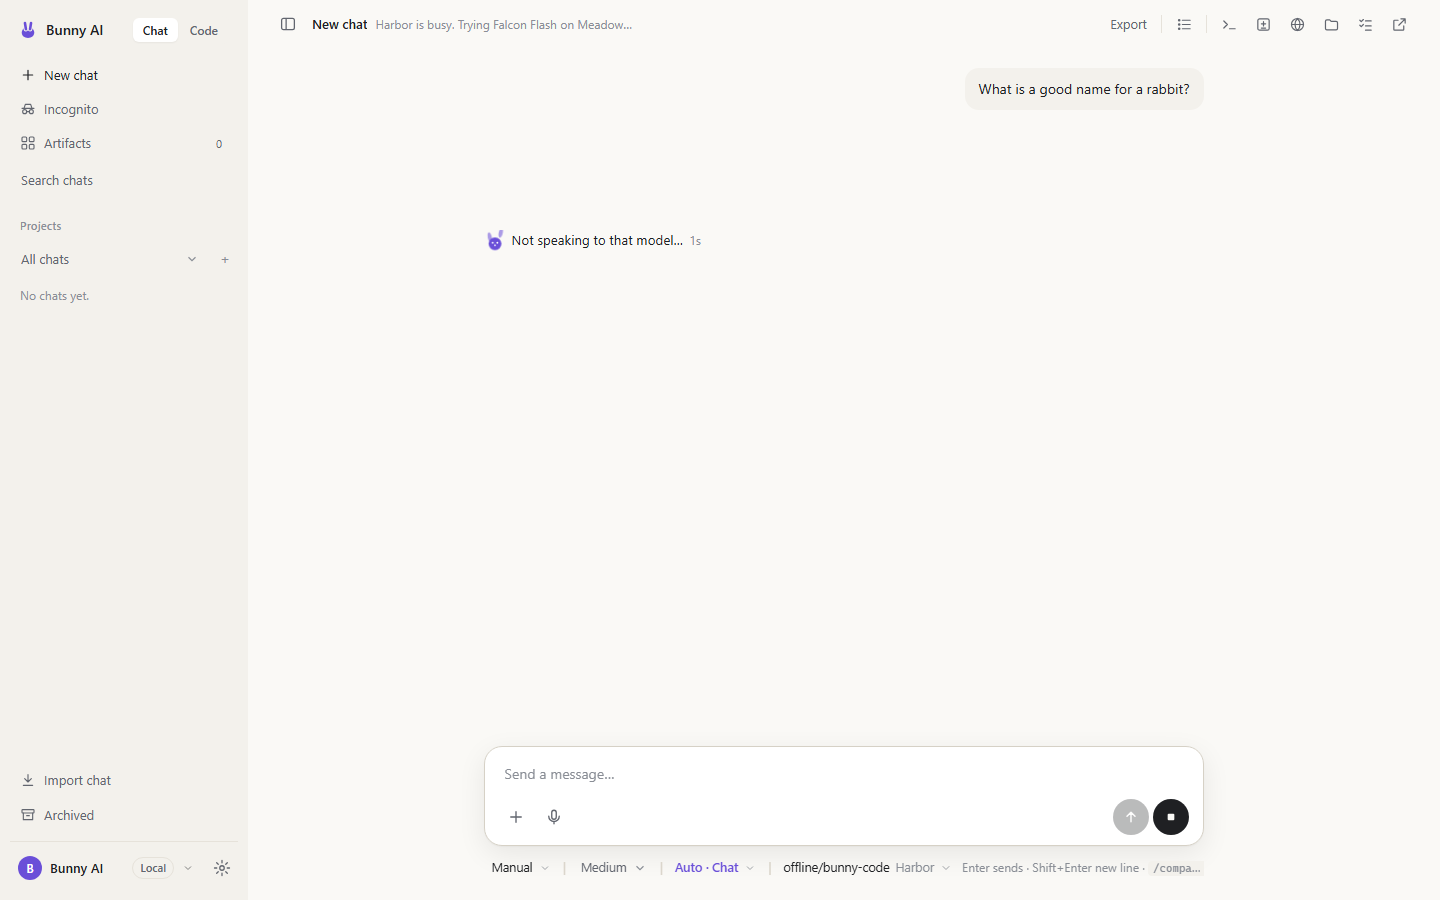 Bunny AI
Chat
Code
New chat
Incognito
Artifacts
0
Search chats
Projects
All chats
+
No chats yet.
Import chat
Archived
B
Bunny AI
Local
New chat
Harbor is busy. Trying Falcon Flash on Meadow...
Export
What is a good name for a rabbit?
Not speaking to that model... 1s
Send a message...
Manual
Medium
Auto · Chat
offline/bunny-code Harbor
Enter sends · Shift+Enter new line · /compa...